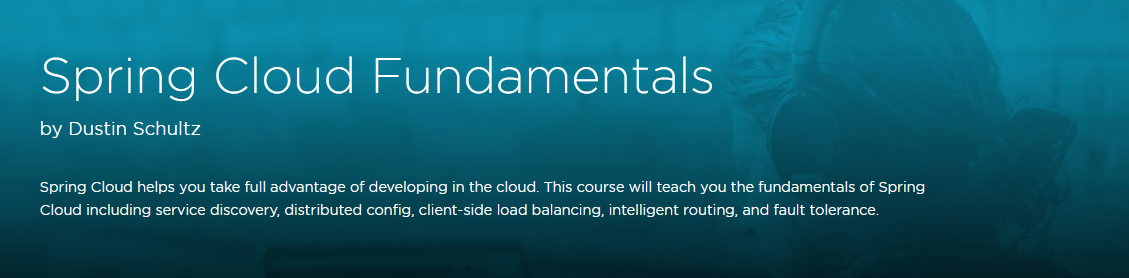 Spring Cloud Fundamentals
by Dustin Schultz
Spring Cloud helps you take full advantage of developing in the cloud. This course will teach you the fundamentals of Spring
Cloud including service discovery, distributed config, client-side load balancing, intelligent routing, and fault tolerance.